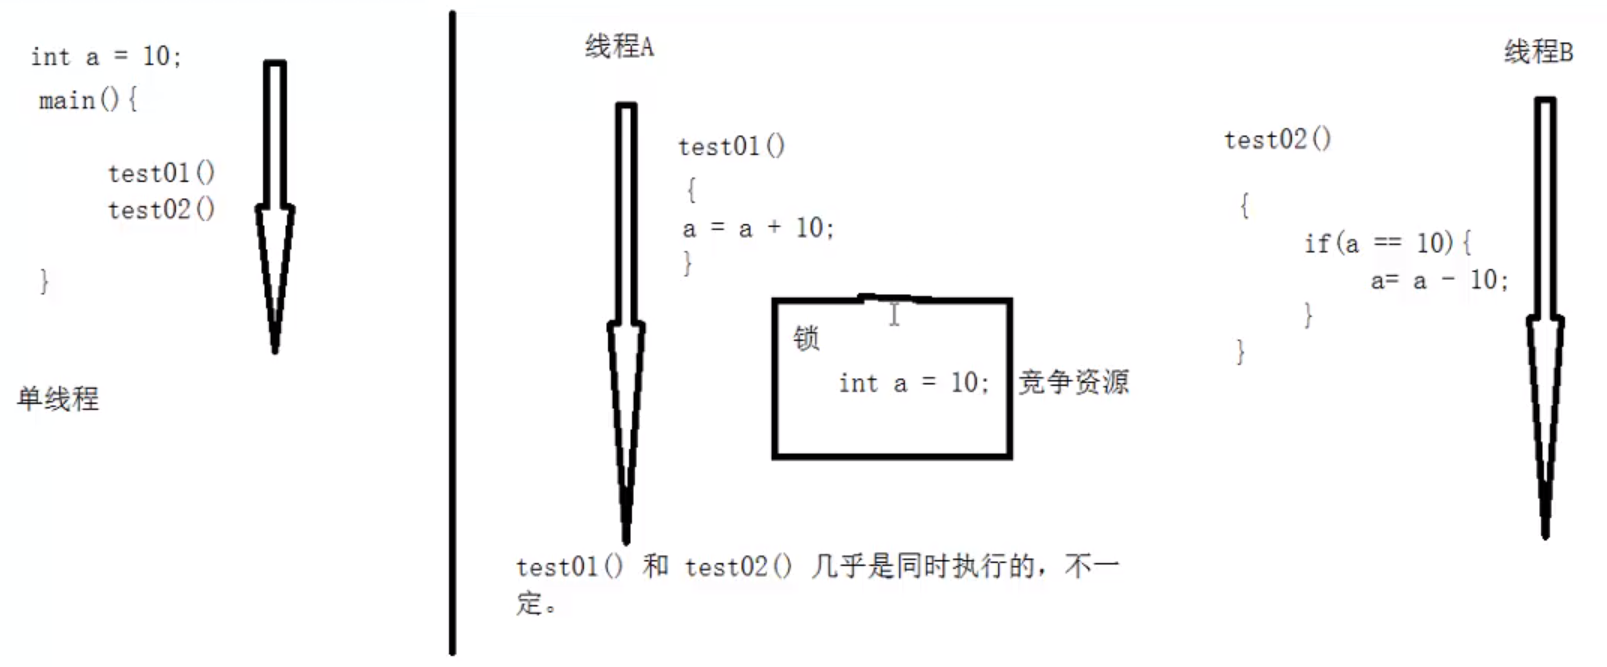 int a = 10;
main(){
test01()
test02()
}
单线程
线程A
test01()
{
a = a + 10;
}
锁
int a = 10;
竞争资源
test01() 和 test02() 几乎是同时执行的，不一
定。
线程B
test02()
{
if(a == 10){
a= a - 10;
}
}